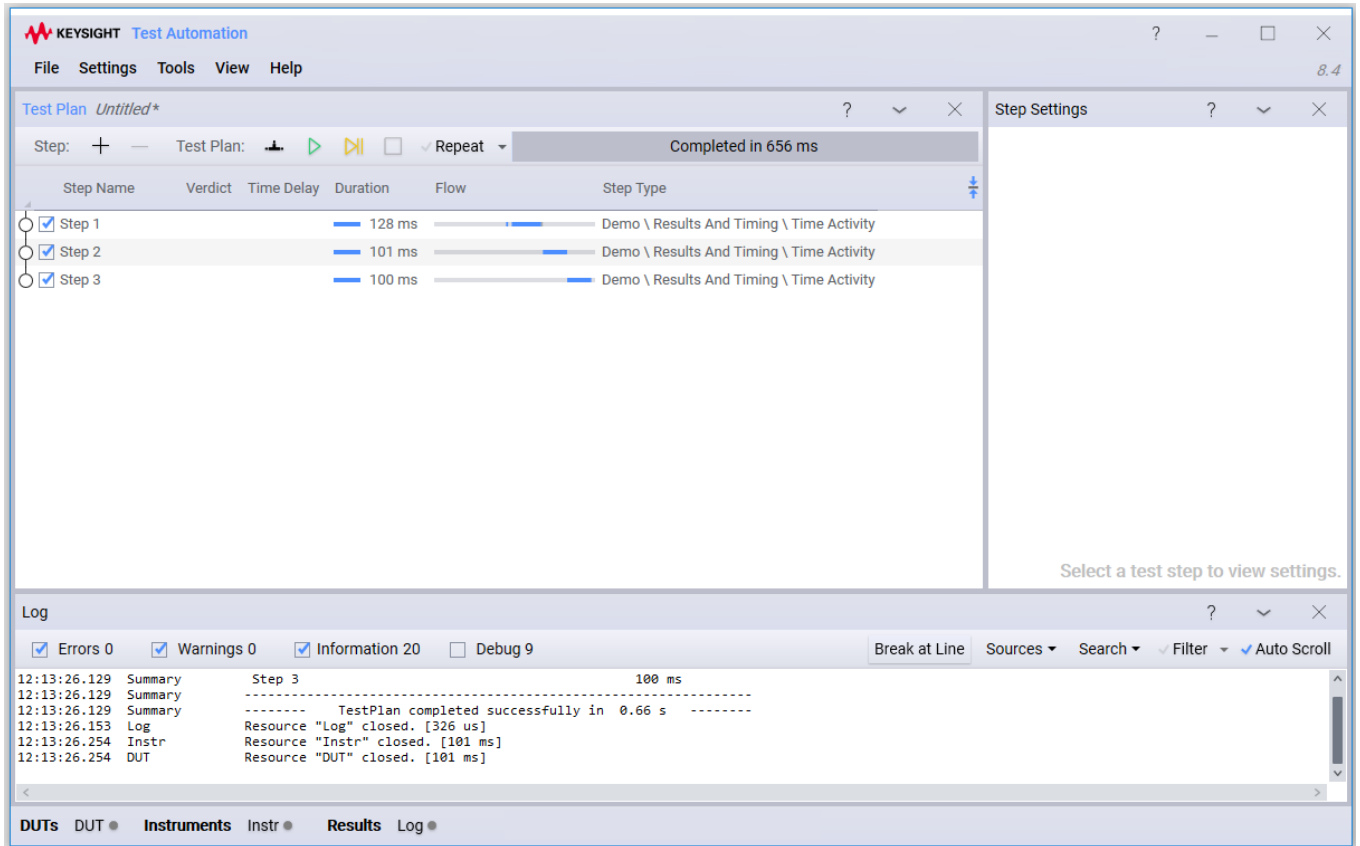 KEYSIGHT Test Automation ?
File Settings Tools View Help 8.4
Test Plan Untitled* ?
Step Settings ?
Step: + — Test Plan: Repeat Completed in 656 ms
Step Name Verdict Time Delay Duration Flow Step Type
Step 1 128 ms Demo \ Results And Timing \ Time Activity
Step 2 101 ms Demo \ Results And Timing \ Time Activity
Step 3 100 ms Demo \ Results And Timing \ Time Activity
Select a test step to view settings.
Log ?
Errors 0 Warnings 0 Information 20 Debug 9 Break at Line Sources Search Filter Auto Scroll
12:13:26.129 Summary Step 3 100 ms
12:13:26.129 Summary ----------------------------------------------------------------------
12:13:26.129 Summary -------- TestPlan completed successfully in 0.66 s --------
12:13:26.153 Log Resource "Log" closed. [326 us]
12:13:26.254 Instr Resource "Instr" closed. [101 ms]
12:13:26.254 DUT Resource "DUT" closed. [101 ms]
DUTs DUT Instruments Instr Results Log